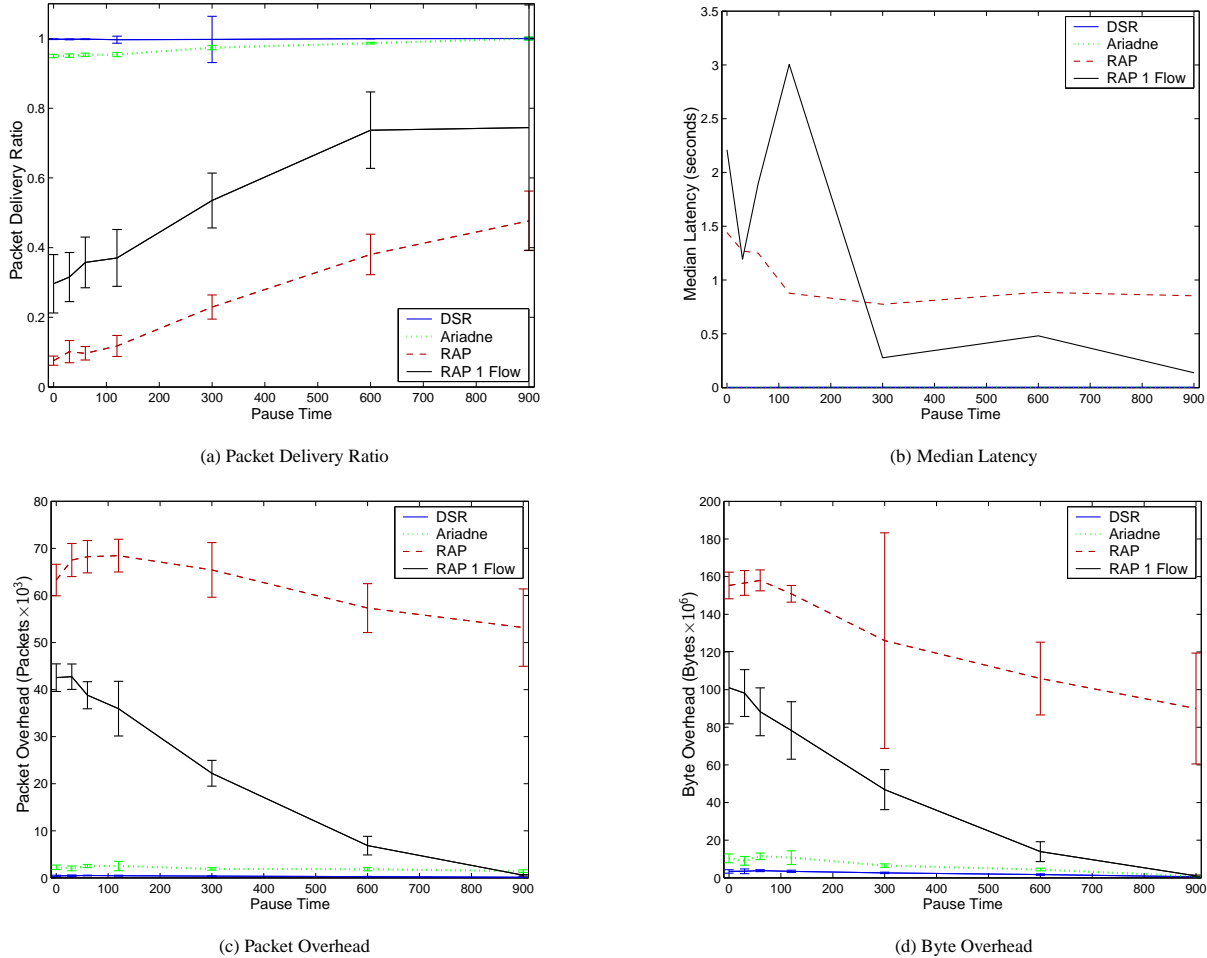 Packet Delivery Ratio
1
0.8
0.6
0.4
0.2
0
0 100 200 300 400 500 600 700 800 900
Pause Time
DSR
Ariadne
RAP
RAP 1 Flow
(a) Packet Delivery Ratio
Median Latency (seconds)
3.5
3
2.5
2
1.5
1
0.5
0
0 100 200 300 400 500 600 700 800 900
Pause Time
DSR
Ariadne
RAP
RAP 1 Flow
(b) Median Latency
Packet Overhead (Packets×10³)
80
70
60
50
40
30
20
10
0
0 100 200 300 400 500 600 700 800 900
Pause Time
DSR
Ariadne
RAP
RAP 1 Flow
(c) Packet Overhead
Byte Overhead (Bytes×10⁶)
200
180
160
140
120
100
80
60
40
20
0
0 100 200 300 400 500 600 700 800 900
Pause Time
DSR
Ariadne
RAP
RAP 1 Flow
(d) Byte Overhead